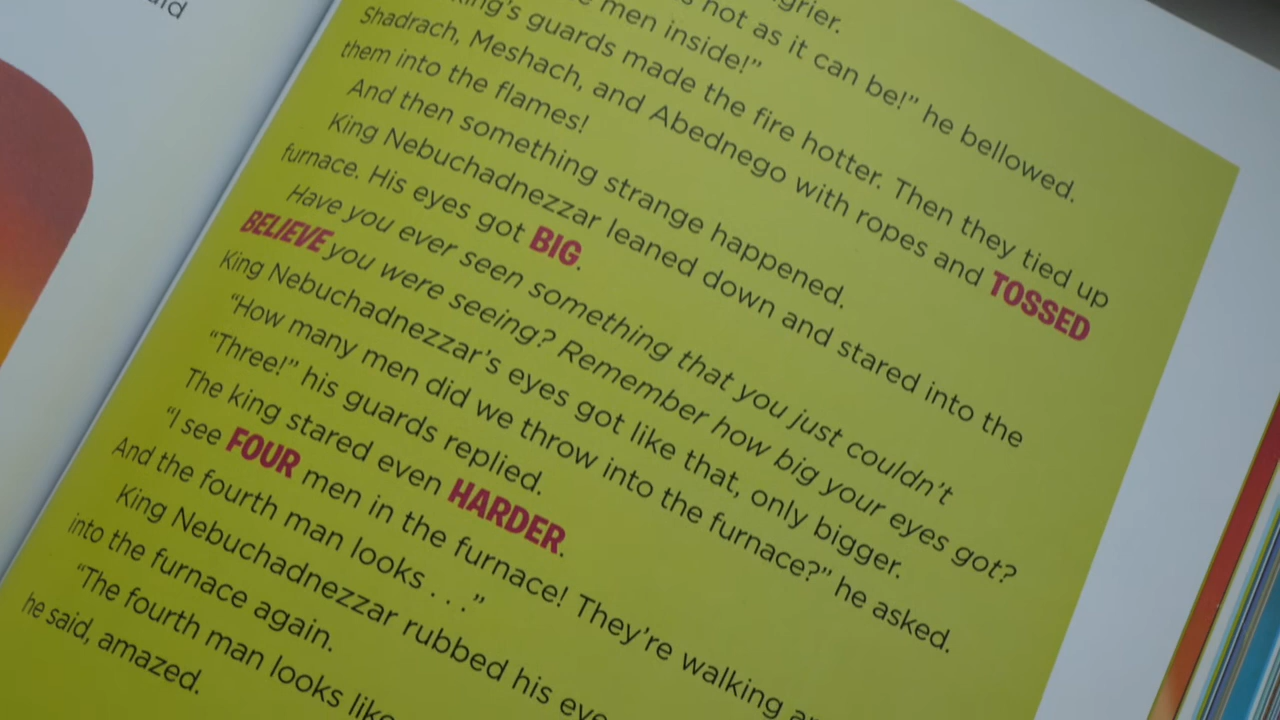 not as it can be!" he bellowed.
men inside!"
guards made the fire hotter. Then they tied up
Shadrach, Meshach, and Abednego with ropes and TOSSED
them into the flames!
And then something strange happened.
King Nebuchadnezzar leaned down and stared into the
furnace. His eyes got BIG.
Have you ever seen something that you just couldn't
BELIEVE you were seeing? Remember how big your eyes got?
King Nebuchadnezzar's eyes got like that, only bigger.
"How many men did we throw into the furnace?" he asked.
"Three!" his guards replied.
The king stared even HARDER.
"I see FOUR men in the furnace! They're walking
And the fourth man looks . . ."
King Nebuchadnezzar rubbed his
into the furnace again.
"The fourth man looks like
he said, amazed.